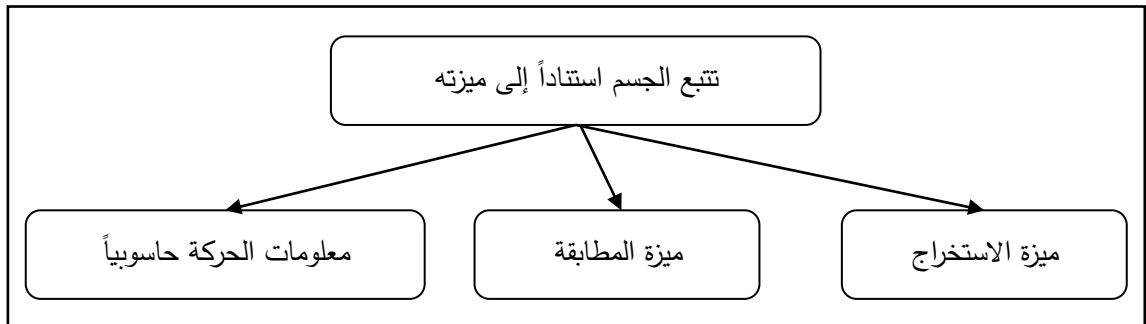 تتبع الجسم استناداً إلى ميزته
ميزة الاستخراج
ميزة المطابقة
معلومات الحركة حاسوبياً